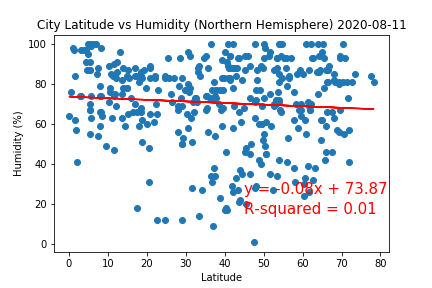 City Latitude vs Humidity (Northern Hemisphere) 2020-08-11
100
80
60
40
20
0
Humidity (%)
y = -0.08x + 73.87
R-squared = 0.01
0 10 20 30 40 50 60 70 80
Latitude